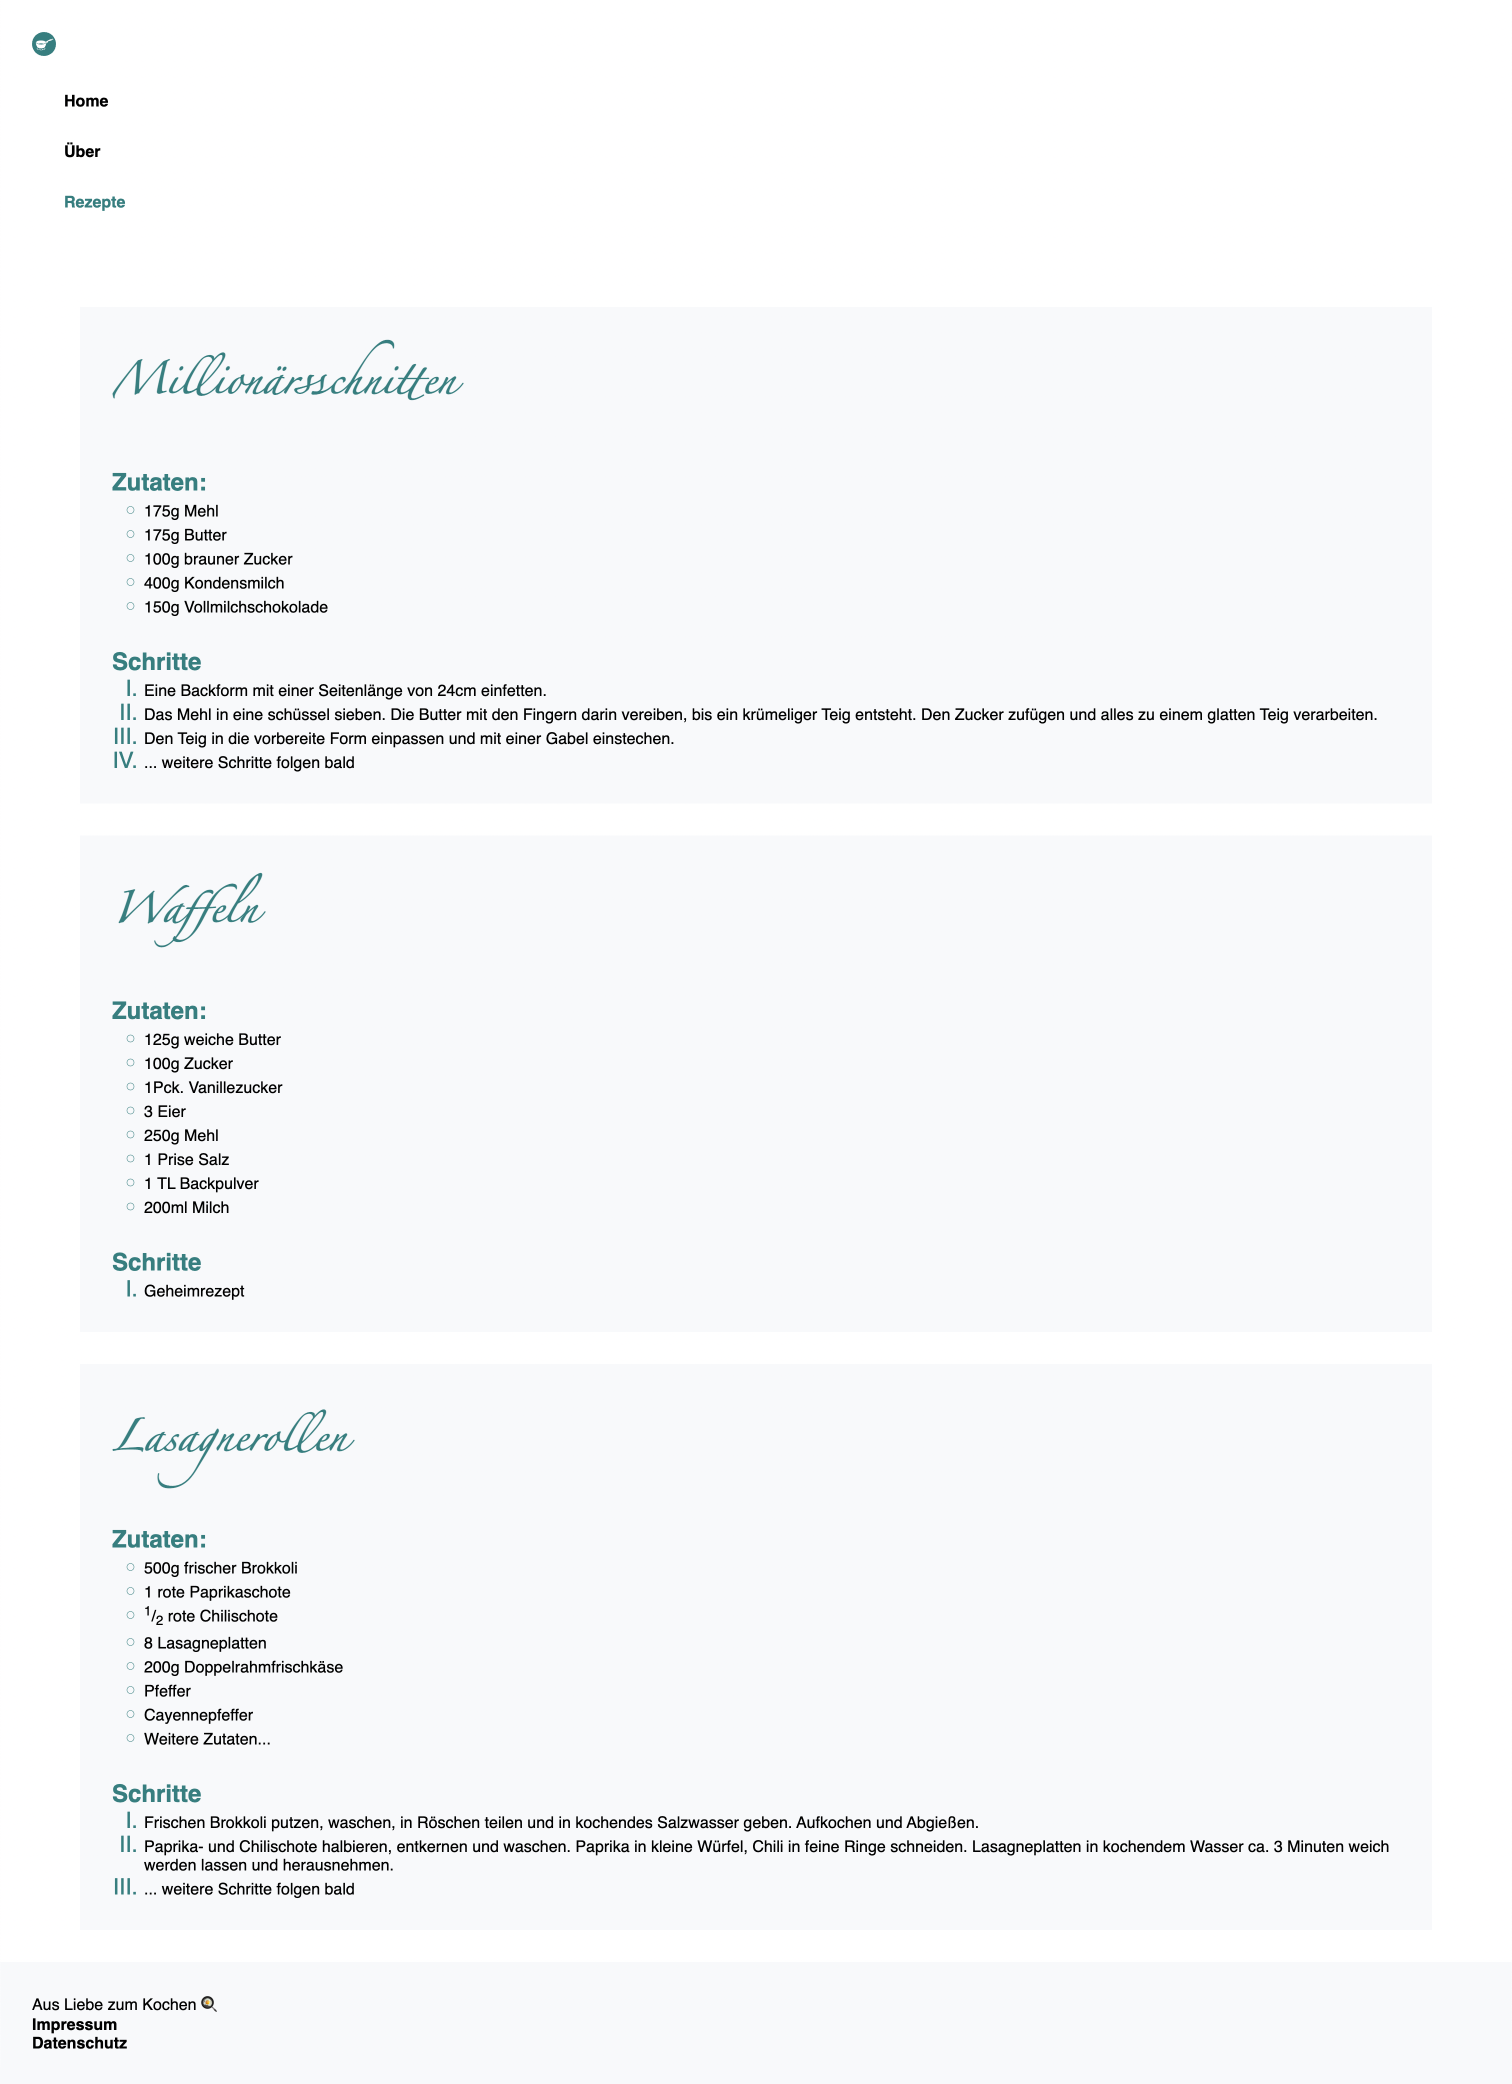 Home
Über
Rezepte
Millionärsschnitten
Zutaten:
175g Mehl
175g Butter
100g brauner Zucker
400g Kondensmilch
150g Vollmilchschokolade
Schritte
I. Eine Backform mit einer Seitenlänge von 24cm einfetten.
II. Das Mehl in eine schüssel sieben. Die Butter mit den Fingern darin vereiben, bis ein krümeliger Teig entsteht. Den Zucker zufügen und alles zu einem glatten Teig verarbeiten.
III. Den Teig in die vorbereite Form einpassen und mit einer Gabel einstechen.
IV. ... weitere Schritte folgen bald
Waffeln
Zutaten:
125g weiche Butter
100g Zucker
1Pck. Vanillezucker
3 Eier
250g Mehl
1 Prise Salz
1 TL Backpulver
200ml Milch
Schritte
I. Geheimrezept
Lasagnerollen
Zutaten:
500g frischer Brokkoli
1 rote Paprikaschote
1/2 rote Chilischote
8 Lasagneplatten
200g Doppelrahmfrischkäse
Pfeffer
Cayennepfeffer
Weitere Zutaten...
Schritte
I. Frischen Brokkoli putzen, waschen, in Röschen teilen und in kochendes Salzwasser geben. Aufkochen und Abgießen.
II. Paprika- und Chilischote halbieren, entkernen und waschen. Paprika in kleine Würfel, Chili in feine Ringe schneiden. Lasagneplatten in kochendem Wasser ca. 3 Minuten weich
werden lassen und herausnehmen.
III. ... weitere Schritte folgen bald
Aus Liebe zum Kochen 🍳
Impressum
Datenschutz